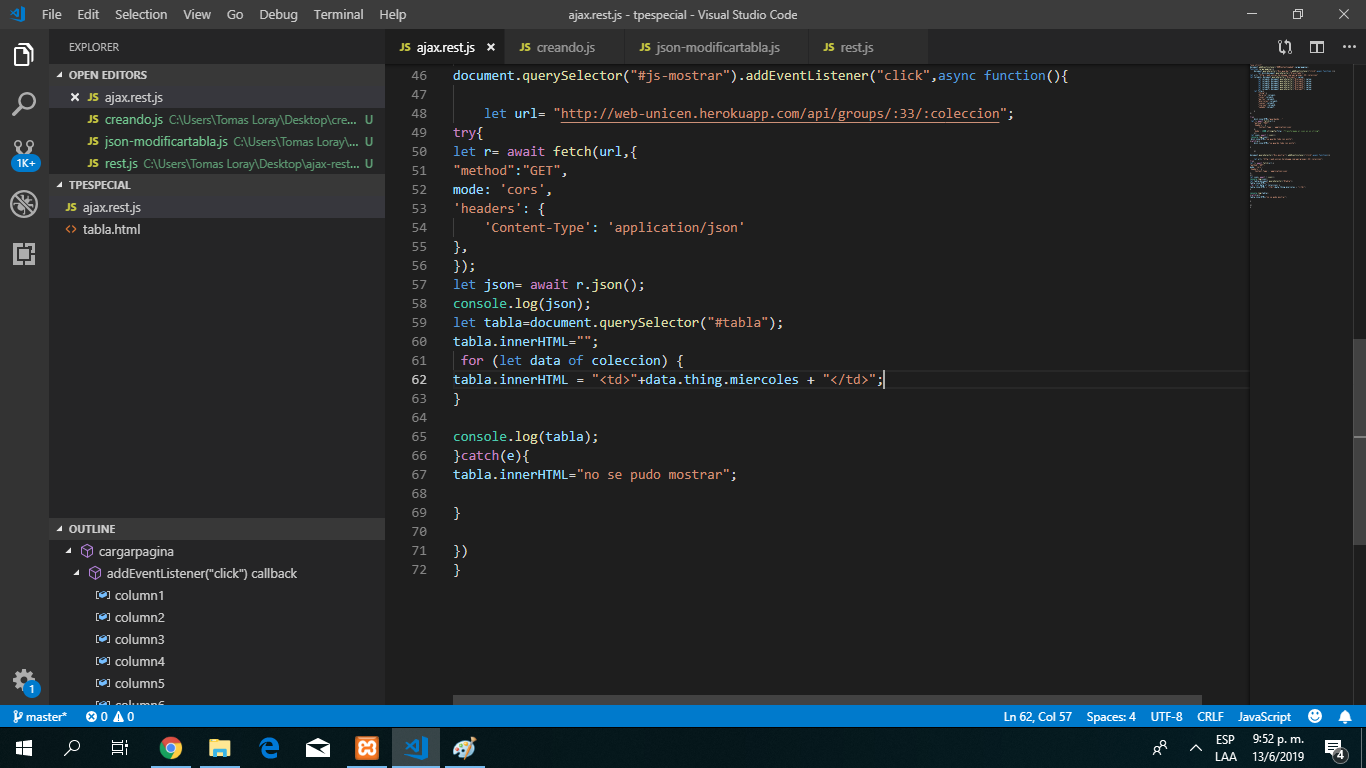 File Edit Selection View Go Debug Terminal Help
ajax.rest.js - tpespecial - Visual Studio Code
EXPLORER
OPEN EDITORS
JS ajax.rest.js
JS creando.js C:\Users\Tomas Loray\Desktop\cre... U
JS json-modificartabla.js C:\Users\Tomas Loray\... U
JS rest.js C:\Users\Tomas Loray\Desktop\ajax-rest... U
TPESPECIAL
JS ajax.rest.js
<> tabla.html
OUTLINE
cargarpagina
addEventListener("click") callback
column1
column2
column3
column4
column5
1K+
1
JS ajax.rest.js
JS creando.js
JS json-modificartabla.js
JS rest.js
46 document.querySelector("#js-mostrar").addEventListener("click",async function(){
47
48 let url= "http://web-unicen.herokuapp.com/api/groups/:33/:coleccion";
49 try{
50 let r= await fetch(url,{
51 "method":"GET",
52 mode: 'cors',
53 'headers': {
54 'Content-Type': 'application/json'
55 },
56 });
57 let json= await r.json();
58 console.log(json);
59 let tabla=document.querySelector("#tabla");
60 tabla.innerHTML="";
61 for (let data of coleccion) {
62 tabla.innerHTML = "<td>"+data.thing.miercoles + "</td>";
63 }
64
65 console.log(tabla);
66 }catch(e){
67 tabla.innerHTML="no se pudo mostrar";
68
69 }
70
71 })
72 }
master* 0 0
Ln 62, Col 57 Spaces: 4 UTF-8 CRLF JavaScript
ESP
LAA
9:52 p. m.
13/6/2019
4